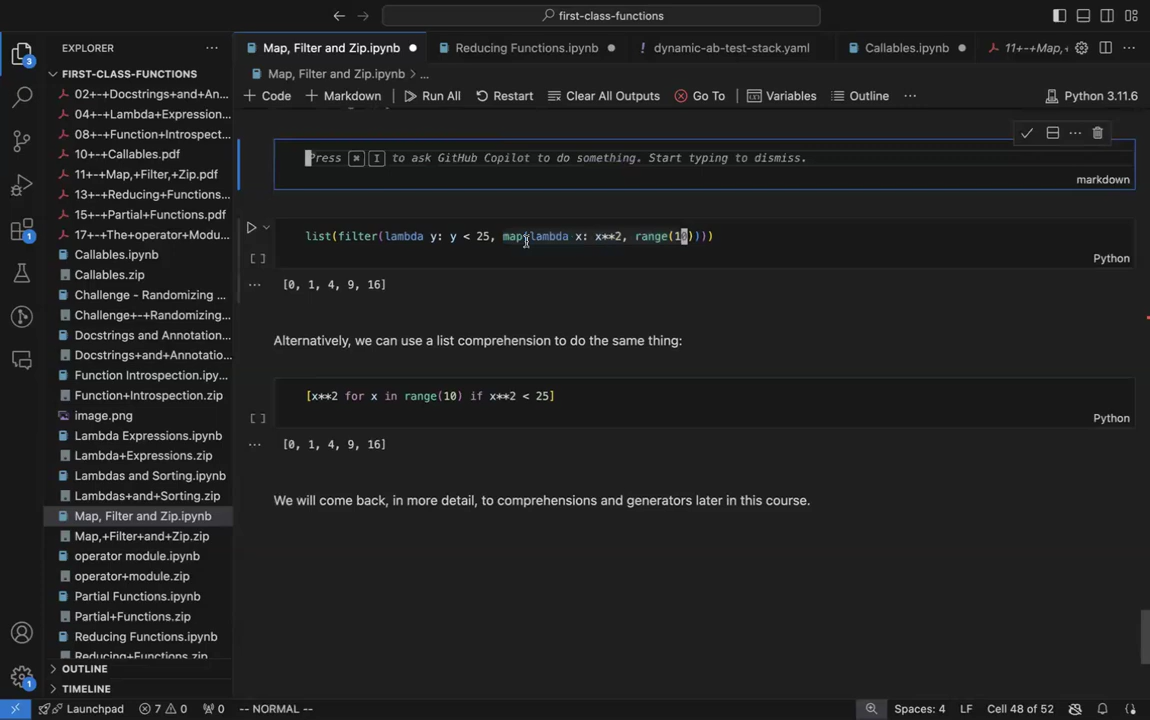 first-class-functions
EXPLORER
Map, Filter and Zip.ipynb
Reducing Functions.ipynb
dynamic-ab-test-stack.yaml
Callables.ipynb
11+-+Map,+F
FIRST-CLASS-FUNCTIONS
Map, Filter and Zip.ipynb > ...
Code
Markdown
Run All
Restart
Clear All Outputs
Go To
Variables
Outline
Python 3.11.6
02+-+Docstrings+and+An...
04+-+Lambda+Expression...
08+-+Function+Introspect...
10+-+Callables.pdf
11+-+Map,+Filter,+Zip.pdf
13+-+Reducing+Functions...
15+-+Partial+Functions.pdf
17+-+The+operator+Modu...
Callables.ipynb
Callables.zip
Challenge - Randomizing ...
Challenge+-+Randomizing...
Docstrings and Annotation...
Docstrings+and+Annotatio...
Function Introspection.ipy...
Function+Introspection.zip
image.png
Lambda Expressions.ipynb
Lambda+Expressions.zip
Lambdas and Sorting.ipynb
Lambdas+and+Sorting.zip
Map, Filter and Zip.ipynb
Map,+Filter+and+Zip.zip
operator module.ipynb
operator+module.zip
Partial Functions.ipynb
Partial+Functions.zip
Reducing Functions.ipynb
Reducing+Functions.zip
OUTLINE
TIMELINE
Press ⌘ I to ask GitHub Copilot to do something. Start typing to dismiss.
markdown
list(filter(lambda y: y < 25, map(lambda x: x**2, range(10))))
[ ]
Python
[0, 1, 4, 9, 16]
Alternatively, we can use a list comprehension to do the same thing:
[x**2 for x in range(10) if x**2 < 25]
[ ]
Python
[0, 1, 4, 9, 16]
We will come back, in more detail, to comprehensions and generators later in this course.
3
1
1
Launchpad
7
0
0
-- NORMAL --
Spaces: 4
LF
Cell 48 of 52